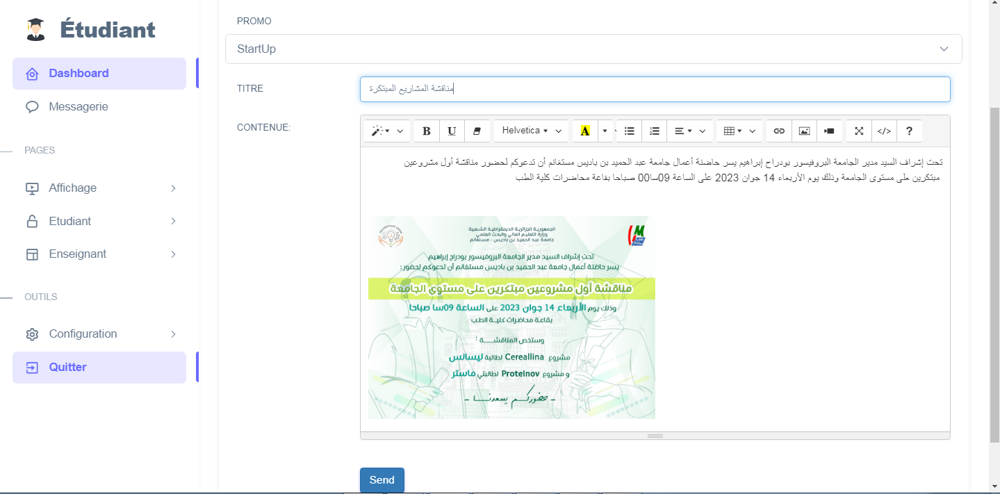 Étudiant
Dashboard
Messagerie
PAGES
Affichage
Etudiant
Enseignant
OUTILS
Configuration
Quitter
PROMO
StartUp
TITRE
مناقشة المشاريع المبتكرة
CONTENUE:
B U Helvetica A </> ?
تحت إشراف السيد مدير الجامعة البروفيسور بودراح إبراهيم يسر حاضنة أعمال جامعة عبد الحميد بن باديس مستغانم أن تدعوكم لحضور مناقشة أول مشروعين
مبتكرين على مستوى الجامعة وذلك يوم الأربعاء 14 جوان 2023 على الساعة 09سا00 صباحا بقاعة محاضرات كلية الطب
الجمهورية الجزائرية الديمقراطية الشعبية
وزارة التعليم العالي والبحث العلمي
جامعة عبد الحميد بن باديس - مستغانم
تحت إشراف السيد مدير الجامعة البروفيسور بودراح إبراهيم
يسر حاضنة أعمال جامعة عبد الحميد بن باديس مستغانم أن تدعوكم لحضور:
مناقشة أول مشروعين مبتكرين على مستوى الجامعة
وذلك يوم الأربعاء 14 جوان 2023 على الساعة 09سا صباحا
بقاعة محاضرات كليـة الطب
وستخص المناقشـــة :
مشروع Cereallina لطالبة ليسانس
و مشروع Proteinov لطالبتي ماستر
- حضوركم يسعدنا -
Send